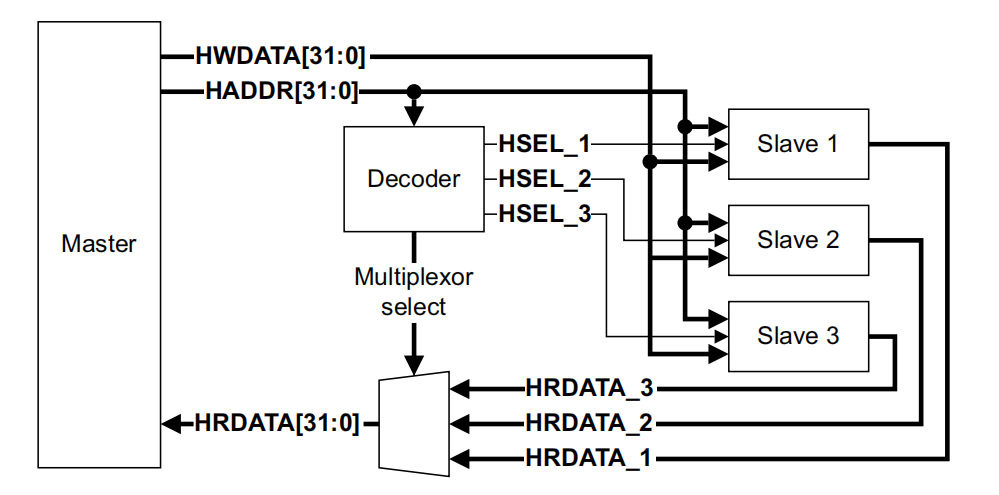 HWDATA[31:0]
HADDR[31:0]
Master
Decoder
HSEL_1
HSEL_2
HSEL_3
Slave 1
Slave 2
Slave 3
Multiplexor
select
HRDATA_3
HRDATA[31:0]
HRDATA_2
HRDATA_1